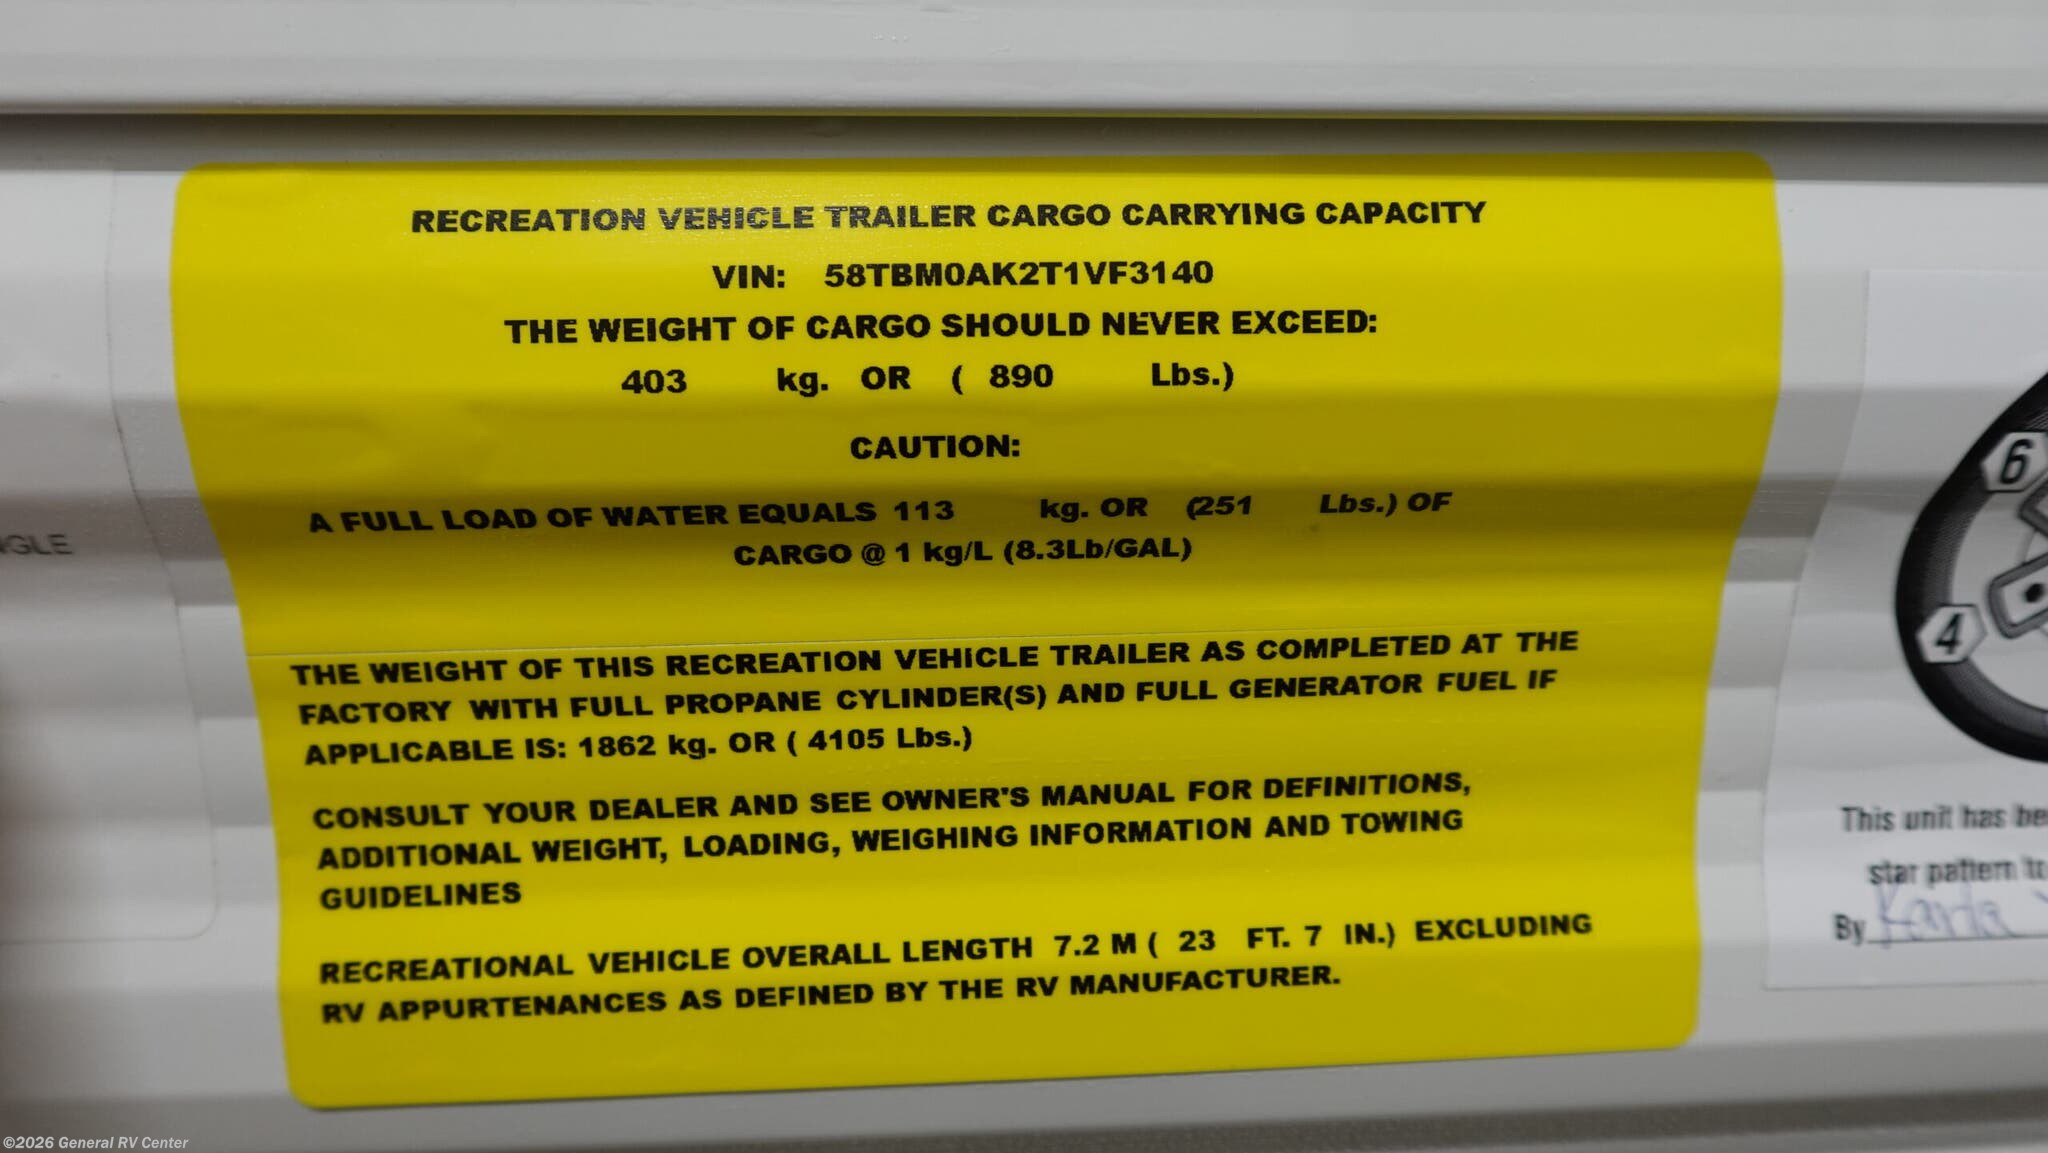 RECREATION VEHICLE TRAILER CARGO CARRYING CAPACITY
VIN: 58TBM0AK2T1VF3140
THE WEIGHT OF CARGO SHOULD NEVER EXCEED:
403 kg. OR ( 890 Lbs.)
CAUTION:
A FULL LOAD OF WATER EQUALS 113 kg. OR (251 Lbs.) OF
CARGO @ 1 kg/L (8.3Lb/GAL)
THE WEIGHT OF THIS RECREATION VEHICLE TRAILER AS COMPLETED AT THE
FACTORY WITH FULL PROPANE CYLINDER(S) AND FULL GENERATOR FUEL IF
APPLICABLE IS: 1862 kg. OR ( 4105 Lbs.)
CONSULT YOUR DEALER AND SEE OWNER'S MANUAL FOR DEFINITIONS,
ADDITIONAL WEIGHT, LOADING, WEIGHING INFORMATION AND TOWING
GUIDELINES
RECREATIONAL VEHICLE OVERALL LENGTH 7.2 M ( 23 FT. 7 IN.) EXCLUDING
RV APPURTENANCES AS DEFINED BY THE RV MANUFACTURER.
6
4
This unit has
star pattern
By Karla
©2026 General RV Center